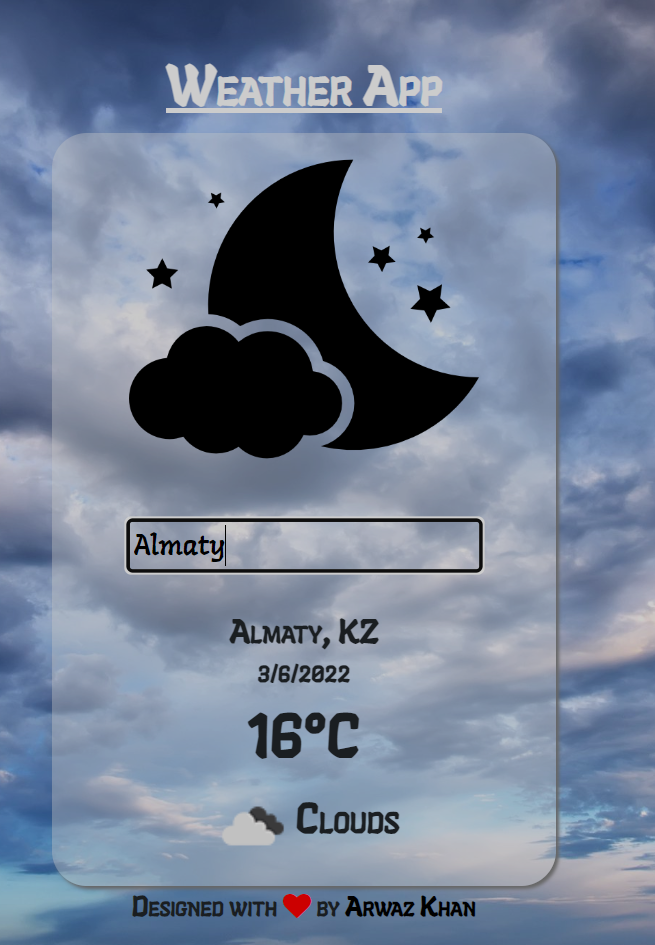 Weather App
Almaty
Almaty, KZ
3/6/2022
16°C
Clouds
Designed with ❤ by Arwaz Khan